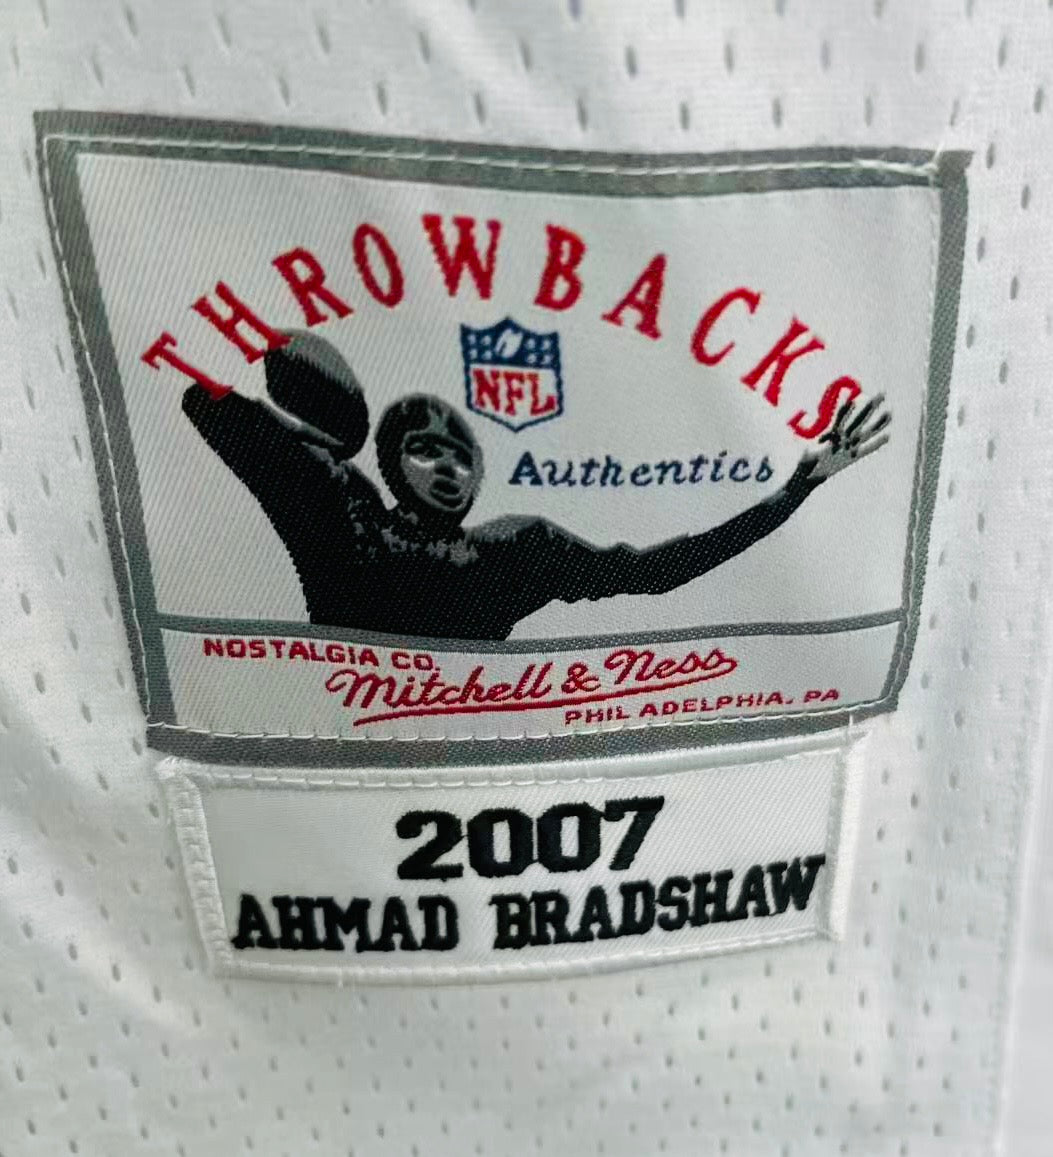 THROWBACKS
NFL
Authentics
NOSTALGIA CO.
Mitchell & Ness
PHILADELPHIA. PA
2007
AHMAD BRADSHAW